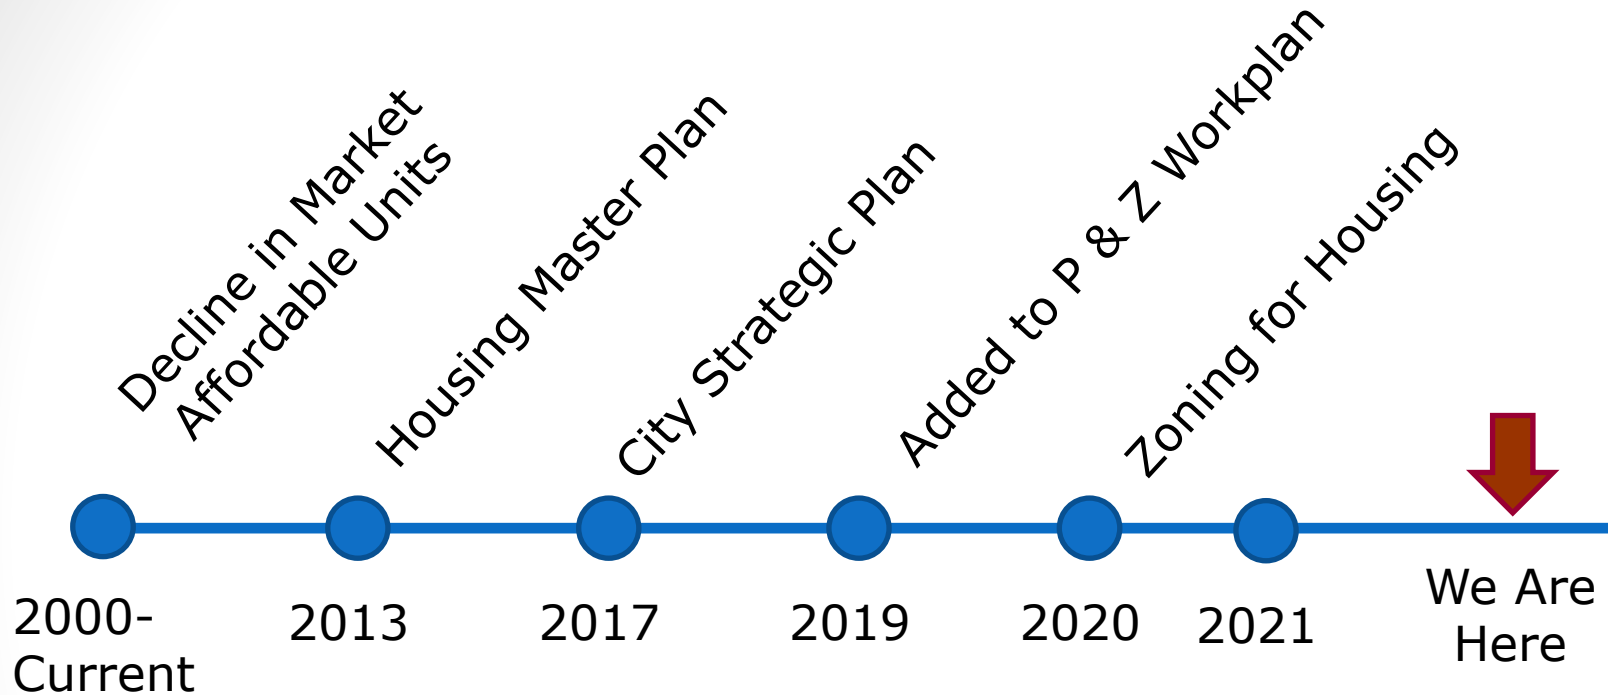 Decline in Market
Affordable Units
Housing Master Plan
City Strategic Plan
Added to P & Z Workplan
Zoning for Housing
2000-
Current
2013
2017
2019
2020
2021
We Are
Here